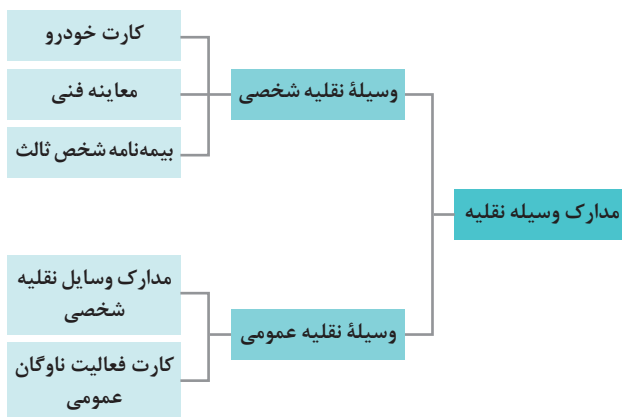 مدارک وسیله نقلیه
وسیلهٔ نقلیه شخصی
کارت خودرو
معاینه فنی
بیمه‌نامه شخص ثالث
وسیلهٔ نقلیه عمومی
مدارک وسایل نقلیه
شخصی
کارت فعالیت ناوگان
عمومی